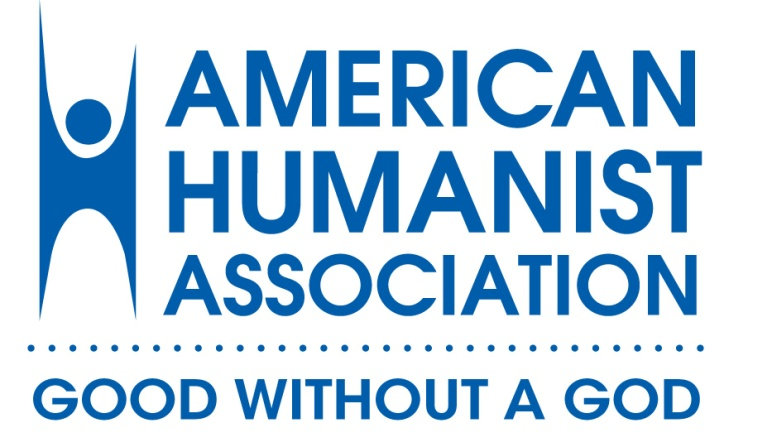 AMERICAN
HUMANIST
ASSOCIATION
GOOD WITHOUT A GOD